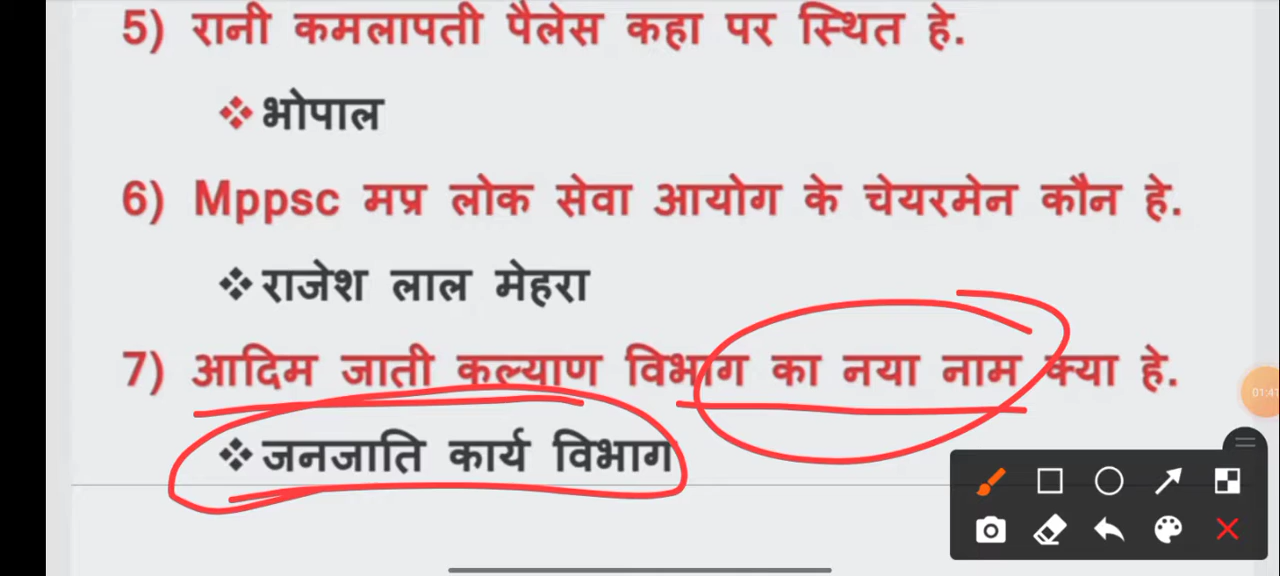 5) रानी कमलापती पैलेस कहा पर स्थित हे.
❖ भोपाल
6) Mppsc मप्र लोक सेवा आयोग के चेयरमेन कौन हे.
❖ राजेश लाल मेहरा
7) आदिम जाती कल्याण विभाग का नया नाम क्या हे.
❖ जनजाति कार्य विभाग